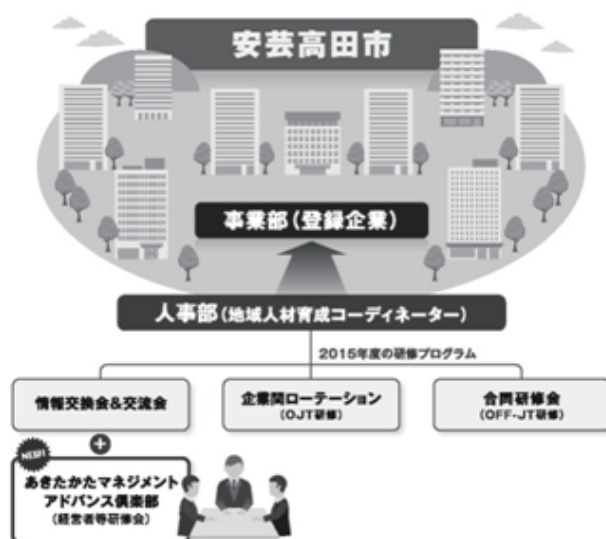 安芸高田市
事業部(登録企業)
人事部(地域人材育成コーディネーター)
2015年度の研修プログラム
情報交換会&交流会
企業間ローテーション
(OJT研修)
合同研修会
(OFF-JT研修)
+
NEW!
あきたかたマネジメント
アドバンス倶楽部
(経営者等研修会)